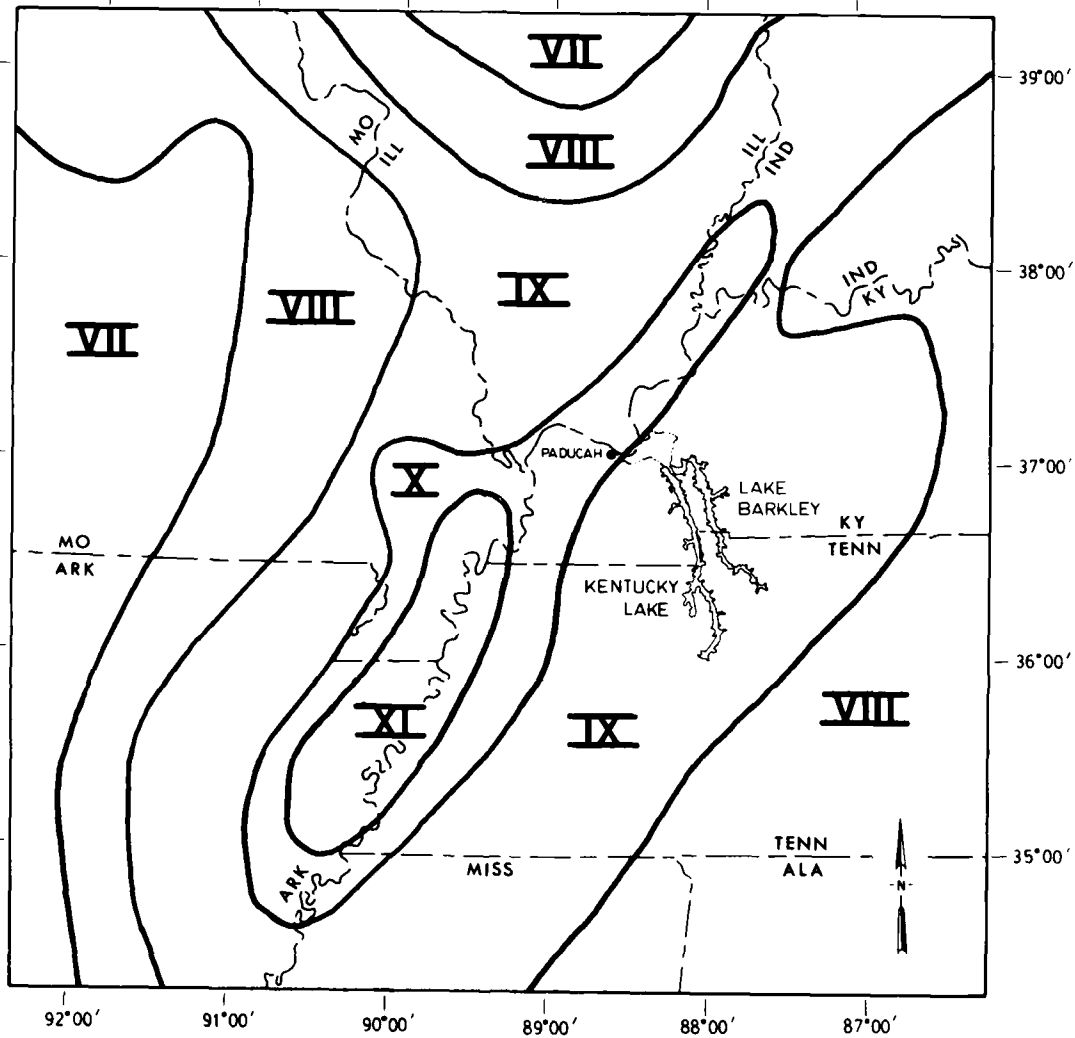 VII
39°00′
MO
ILL
VIII
ILL
IND
IX
38°00′
VIII
IND
KY
VII
PADUCAH
37°00′
X
LAKE
BARKLEY
MO
ARK
KY
TENN
KENTUCKY
LAKE
36°00′
XI
IX
VIII
TENN
35°00′
ARK
MISS
ALA
N
92°00′
91°00′
90°00′
89°00′
88°00′
87°00′